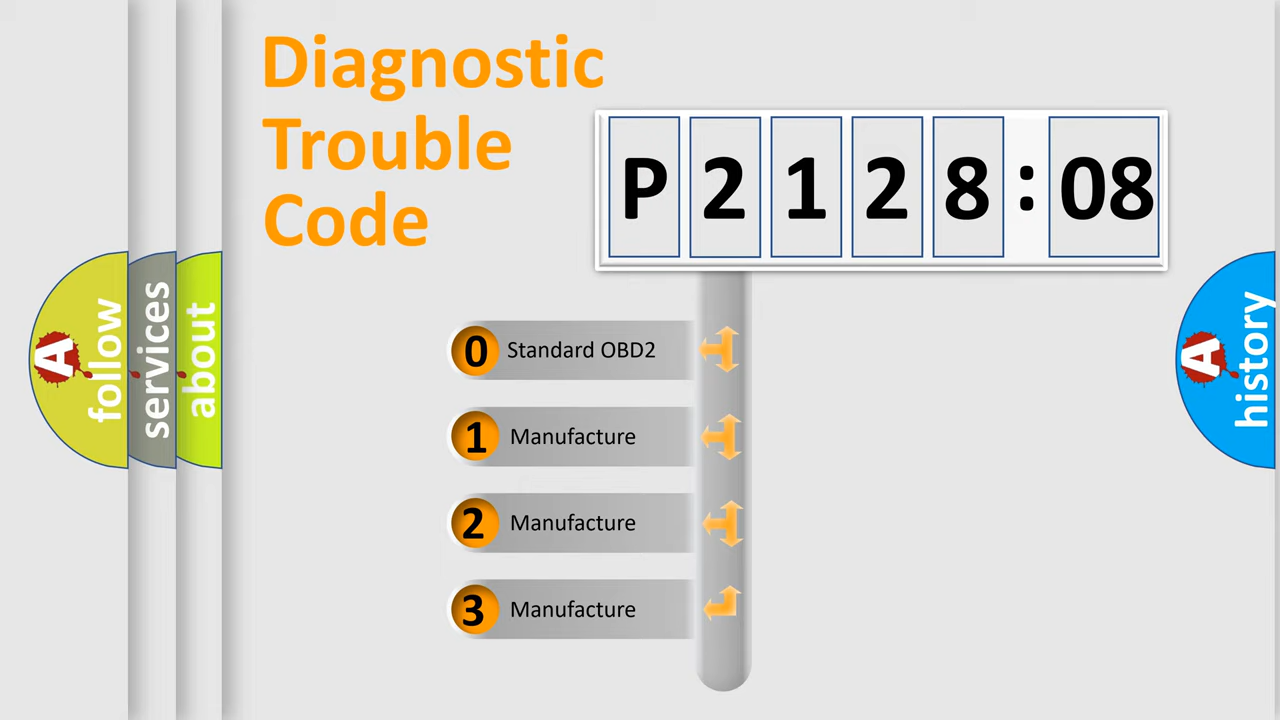 Diagnostic
Trouble
Code
P 2 1 2 8 : 08
0 Standard OBD2
1 Manufacture
2 Manufacture
3 Manufacture
A follow
services
about
A history